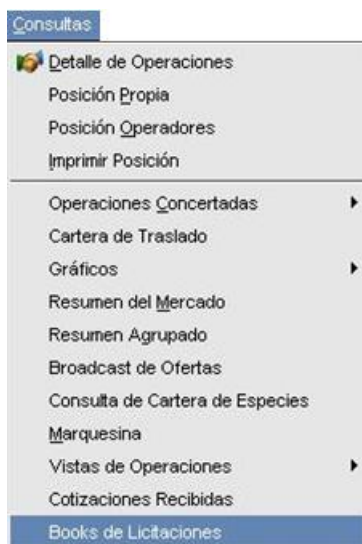 Consultas
Detalle de Operaciones
Posición Propia
Posición Operadores
Imprimir Posición
Operaciones Concertadas
Cartera de Traslado
Gráficos
Resumen del Mercado
Resumen Agrupado
Broadcast de Ofertas
Consulta de Cartera de Especies
Marquesina
Vistas de Operaciones
Cotizaciones Recibidas
Books de Licitaciones